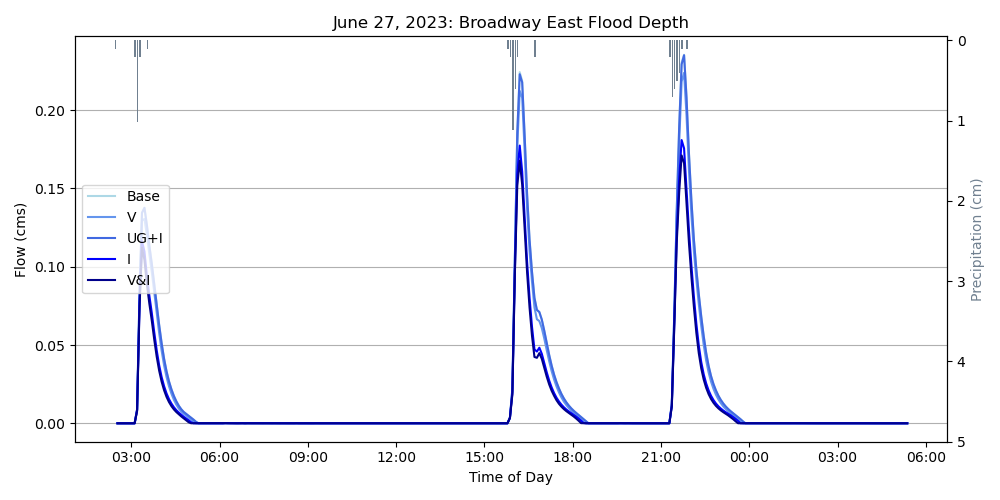 June 27, 2023: Broadway East Flood Depth
Flow (cms)
0.20
0.15
0.10
0.05
0.00
Base
V
UG+I
I
V&I
0
1
2
3
4
5
Precipitation (cm)
03:00 06:00 09:00 12:00 15:00 18:00 21:00 00:00 03:00 06:00
Time of Day